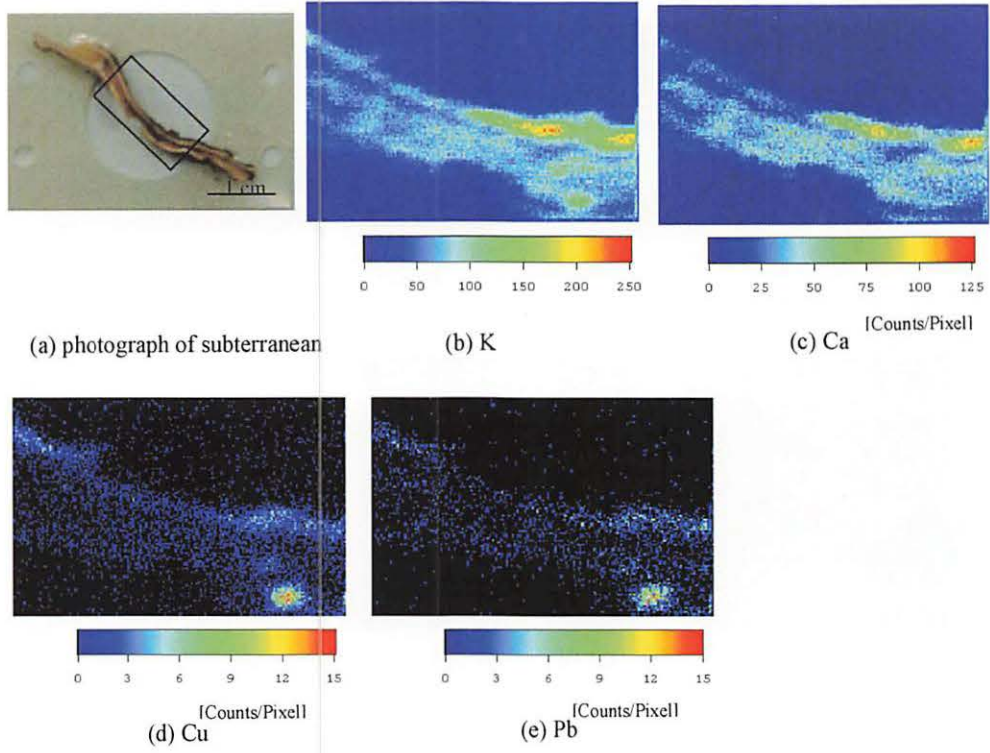 1 cm
0 50 100 150 200 250
0 25 50 75 100 125
[Counts/Pixel]
(a) photograph of subterranean
(b) K
(c) Ca
0 3 6 9 12 15
0 3 6 9 12 15
[Counts/Pixel]
[Counts/Pixel]
(d) Cu
(e) Pb